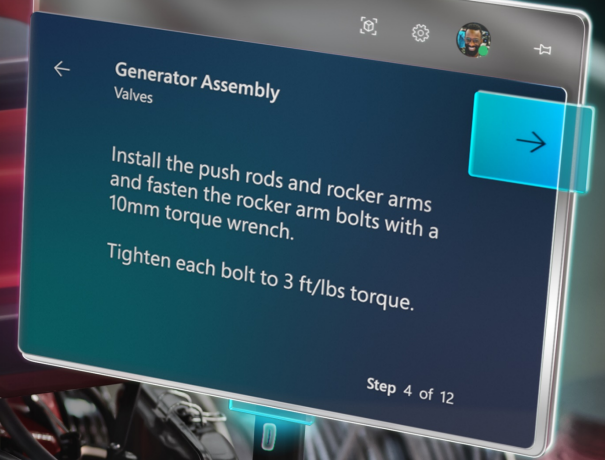 Generator Assembly
Valves
Install the push rods and rocker arms
and fasten the rocker arm bolts with a
10mm torque wrench.
Tighten each bolt to 3 ft/lbs torque.
Step 4 of 12